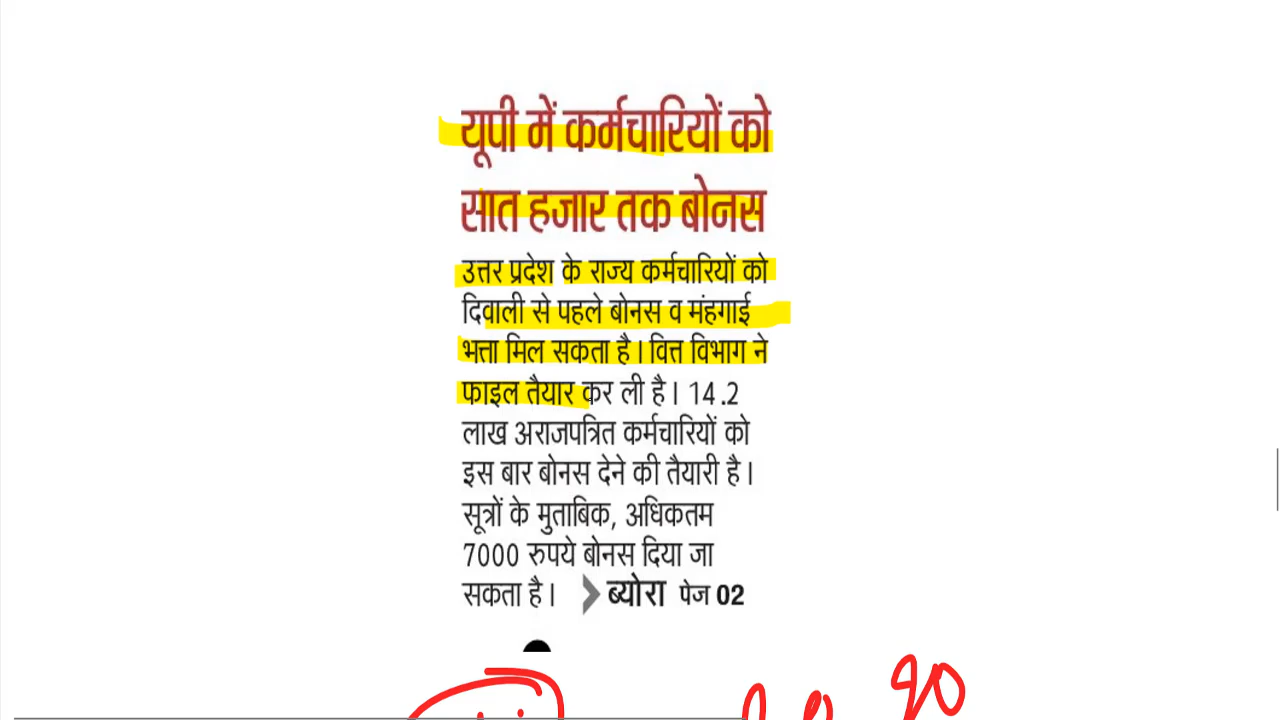 यूपी में कर्मचारियों को
सात हजार तक बोनस
उत्तर प्रदेश के राज्य कर्मचारियों को
दिवाली से पहले बोनस व मंहगाई
भत्ता मिल सकता है। वित्त विभाग ने
फाइल तैयार कर ली है। 14.2
लाख अराजपत्रित कर्मचारियों को
इस बार बोनस देने की तैयारी है।
सूत्रों के मुताबिक, अधिकतम
7000 रुपये बोनस दिया जा
सकता है। ब्योरा पेज 02